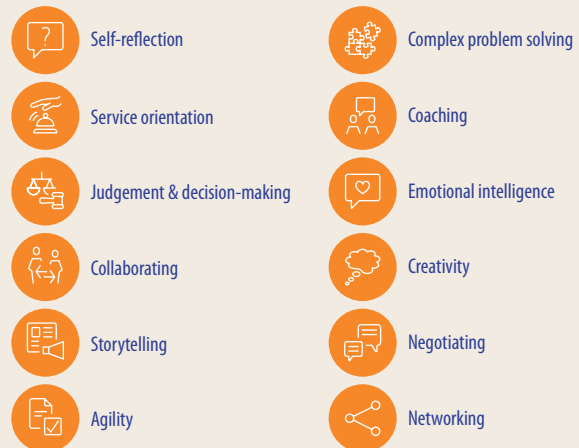 ?
Self-reflection
Service orientation
Judgement & decision-making
Collaborating
Storytelling
Agility
Complex problem solving
Coaching
Emotional intelligence
Creativity
Negotiating
Networking